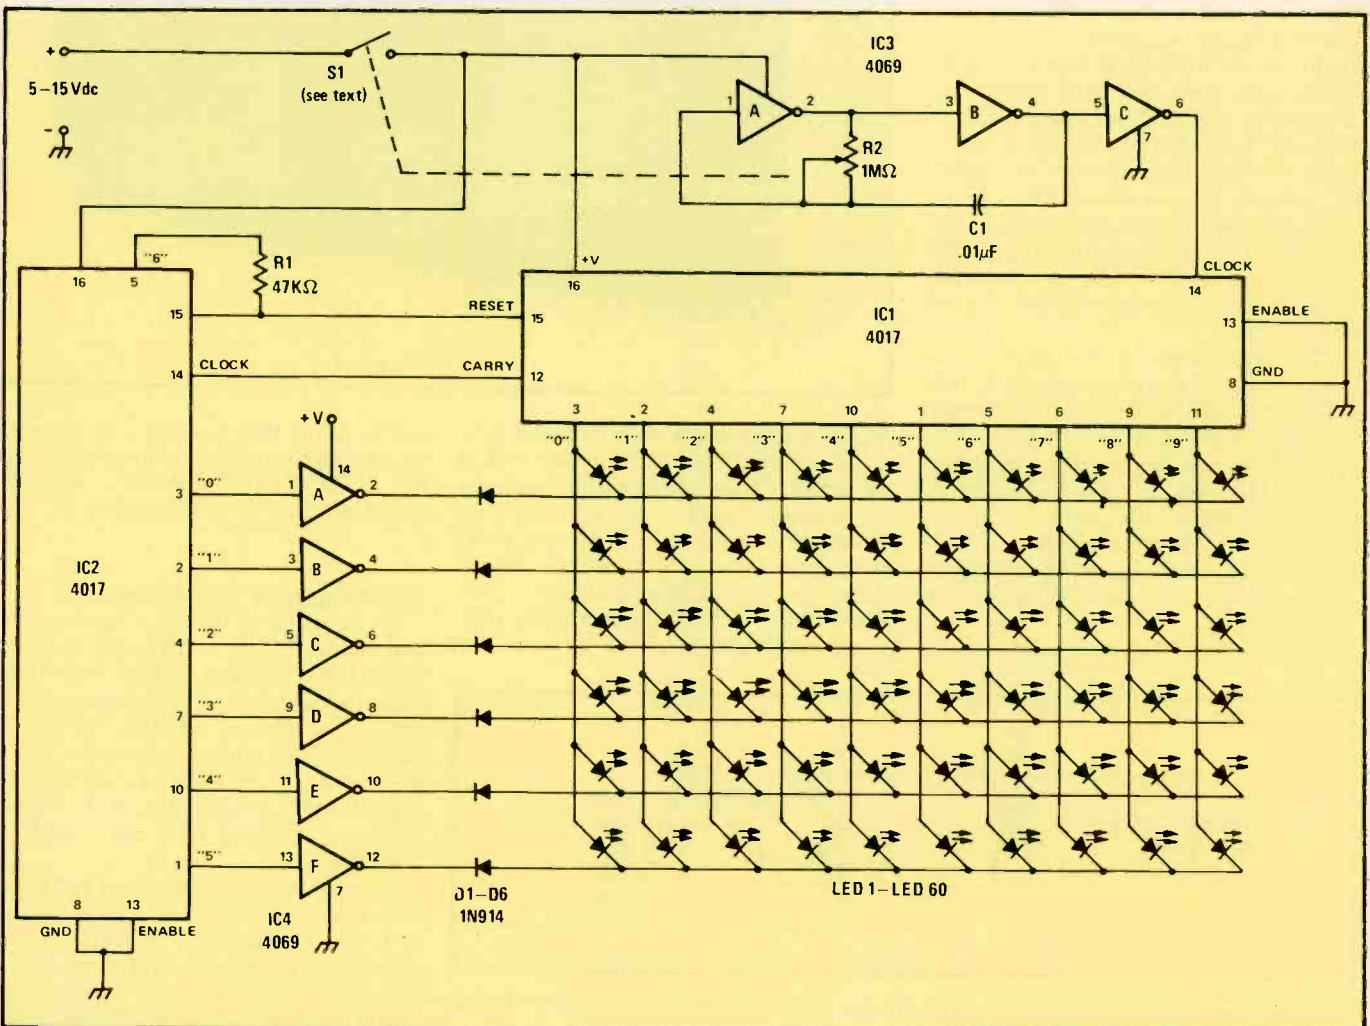 +
5–15Vdc
-
S1
(see text)
IC3
4069
1 A 2
3 B 4
5 C 6
7
R2
1MΩ
C1
.01µF
"6"
16 5
R1
47KΩ
+V
16
CLOCK
14
15 RESET 15
IC1
4017
13 ENABLE
14 CLOCK CARRY 12
8 GND
3 2 4 7 10 1 5 6 9 11
"0" "1" "2" "3" "4" "5" "6" "7" "8" "9"
+V
14
3 "0" 1 A 2
IC2
4017
2 "1" 3 B 4
4 "2" 5 C 6
7 "3" 9 D 8
10 "4" 11 E 10
1 "5" 13 F 12
7
8 13
GND ENABLE
IC4
4069
D1–D6
1N914
LED 1–LED 60